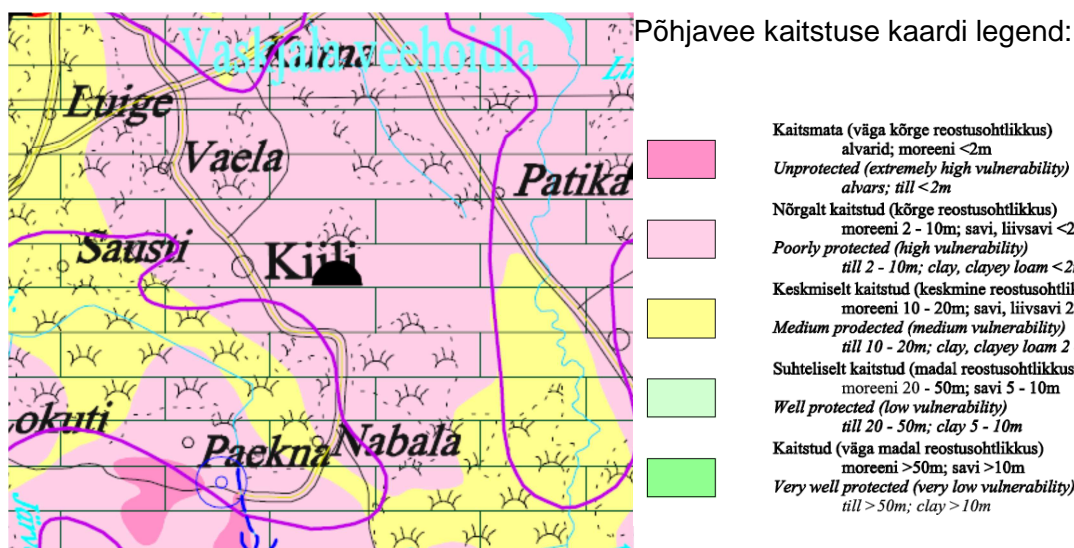 Põhjavee kaitstuse kaardi legend:
Vaskjala veehoidla
Kurna
Luige
Vaela
Patika
Sausti
Kiili
okuti
Paekna
Nabala
Järv
Kaitsmata (väga kõrge reostusohtlikkus)
alvarid; moreeni <2m
Unprotected (extremely high vulnerability)
alvars; till <2m
Nõrgalt kaitstud (kõrge reostusohtlikkus)
moreeni 2 - 10m; savi, liivsavi <2
Poorly protected (high vulnerability)
till 2 - 10m; clay, clayey loam <2
Keskmiselt kaitstud (keskmine reostusohtlik
moreeni 10 - 20m; savi, liivsavi 2
Medium prodected (medium vulnerability)
till 10 - 20m; clay, clayey loam 2
Suhteliselt kaitstud (madal reostusohtlikkus
moreeni 20 - 50m; savi 5 - 10m
Well protected (low vulnerability)
till 20 - 50m; clay 5 - 10m
Kaitstud (väga madal reostusohtlikkus)
moreeni >50m; savi >10m
Very well protected (very low vulnerability)
till >50m; clay >10m